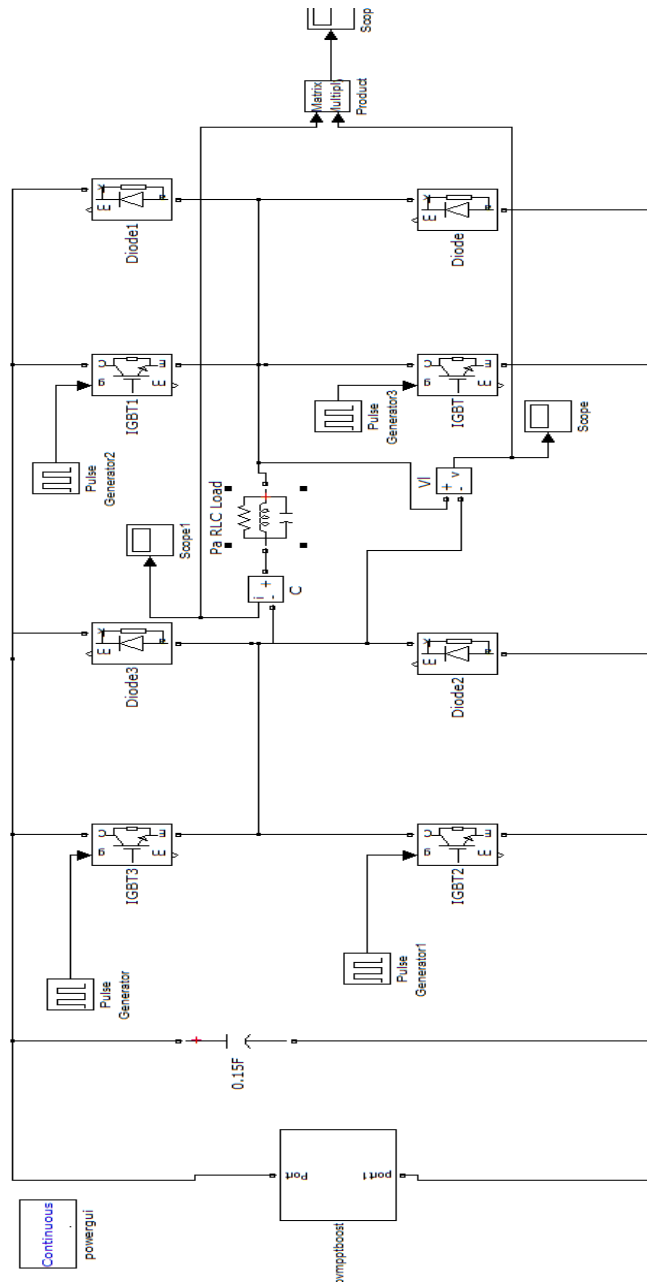 Scop
Matrix
Multiply
Product
Diode1
Diode
IGBT1
IGBT
Pulse
Generator2
Pulse
Generator3
Scope
VI
+
-
v
Pa RLC Load
Scope1
i
+
-
C
Diode3
Diode2
IGBT3
IGBT2
Pulse
Generator
Pulse
Generator1
+
0.15F
Port
Port1
pvmpptboost
Continuous
powergui